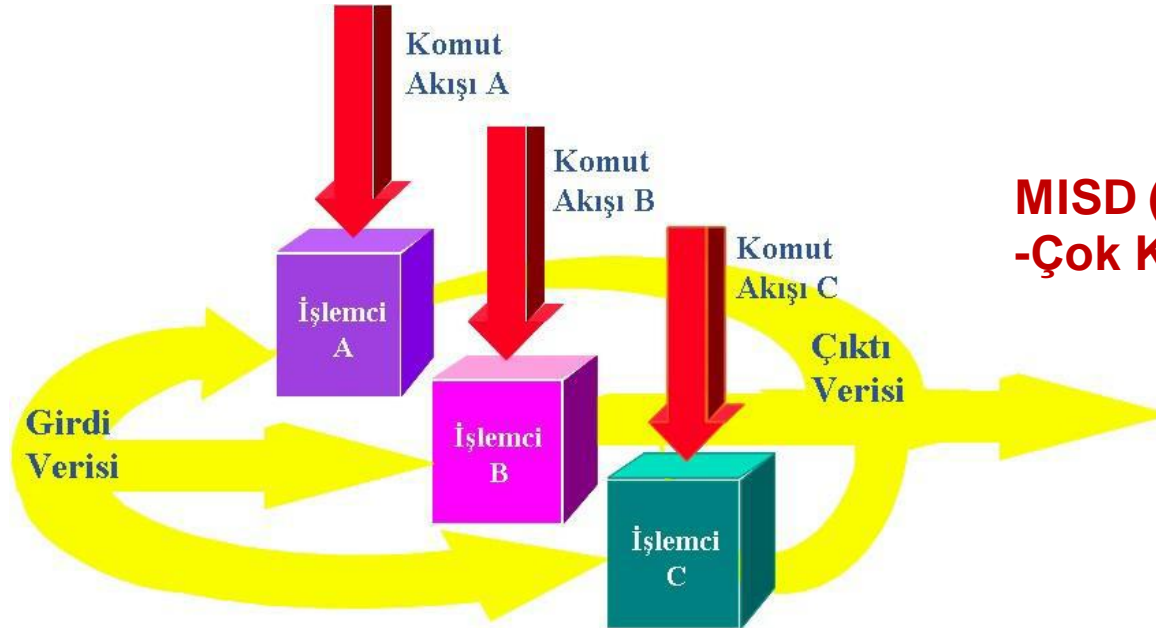 Komut
Akışı A
Komut
Akışı B
Komut
Akışı C
MISD (
-Çok K
İşlemci
A
İşlemci
B
İşlemci
C
Girdi
Verisi
Çıktı
Verisi